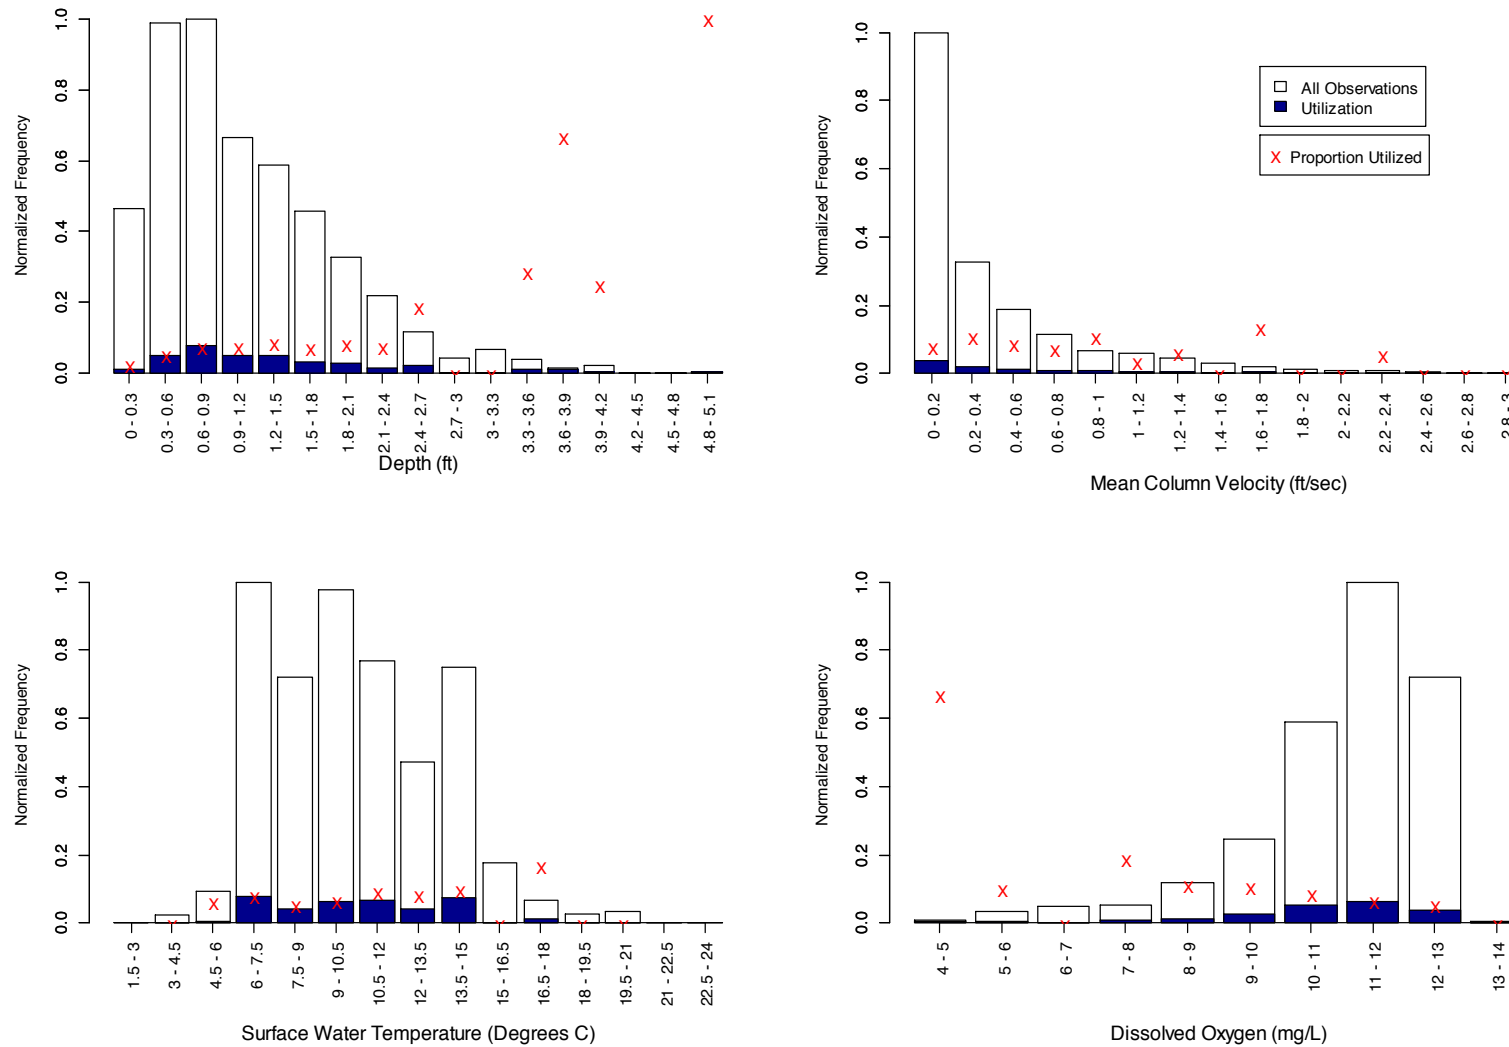 Normalized Frequency
0.0 0.2 0.4 0.6 0.8 1.0
0 - 0.3
0.3 - 0.6
0.6 - 0.9
0.9 - 1.2
1.2 - 1.5
1.5 - 1.8
1.8 - 2.1
2.1 - 2.4
2.4 - 2.7
2.7 - 3
3 - 3.3
3.3 - 3.6
3.6 - 3.9
3.9 - 4.2
4.2 - 4.5
4.5 - 4.8
4.8 - 5.1
Depth (ft)
Normalized Frequency
0.0 0.2 0.4 0.6 0.8 1.0
All Observations
Utilization
X Proportion Utilized
0 - 0.2
0.2 - 0.4
0.4 - 0.6
0.6 - 0.8
0.8 - 1
1 - 1.2
1.2 - 1.4
1.4 - 1.6
1.6 - 1.8
1.8 - 2
2 - 2.2
2.2 - 2.4
2.4 - 2.6
2.6 - 2.8
2.8 - 3
Mean Column Velocity (ft/sec)
Normalized Frequency
0.0 0.2 0.4 0.6 0.8 1.0
1.5 - 3
3 - 4.5
4.5 - 6
6 - 7.5
7.5 - 9
9 - 10.5
10.5 - 12
12 - 13.5
13.5 - 15
15 - 16.5
16.5 - 18
18 - 19.5
19.5 - 21
21 - 22.5
22.5 - 24
Surface Water Temperature (Degrees C)
Normalized Frequency
0.0 0.2 0.4 0.6 0.8 1.0
4 - 5
5 - 6
6 - 7
7 - 8
8 - 9
9 - 10
10 - 11
11 - 12
12 - 13
13 - 14
Dissolved Oxygen (mg/L)